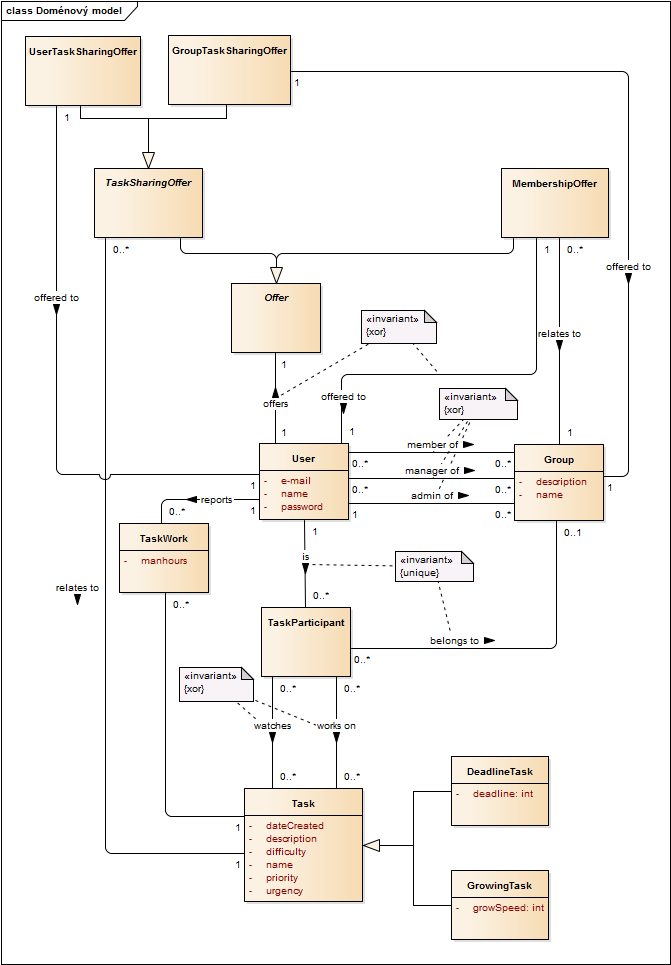 class Doménový model
UserTaskSharingOffer
GroupTaskSharingOffer
1
1
TaskSharingOffer
MembershipOffer
0..*
1
0..*
offered to
offered to
Offer
«invariant»
{xor}
relates to
1
offers
offered to
«invariant»
{xor}
1
1
1
User
- e-mail
- name
- password
member of
0..*
0..*
manager of
0..*
0..*
admin of
1
0..*
Group
- description
- name
1
1
reports
0..*
1
1
0..1
TaskWork
- manhours
is
«invariant»
{unique}
relates to
0..*
0..*
TaskParticipant
belongs to
0..*
«invariant»
{xor}
0..*
0..*
watches
works on
0..*
0..*
DeadlineTask
- deadline: int
Task
- dateCreated
- description
- difficulty
- name
- priority
- urgency
1
1
GrowingTask
- growSpeed: int